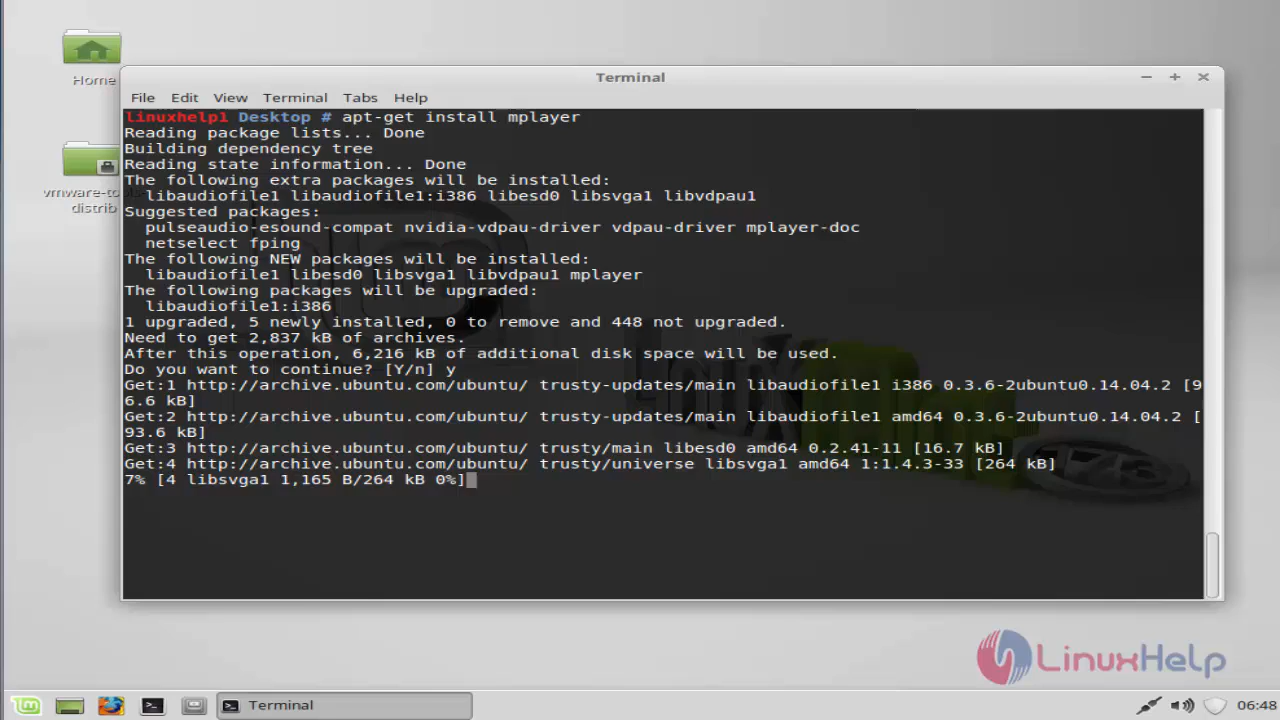 Home
vmware-to
distrib
Terminal
File Edit View Terminal Tabs Help
linuxhelp1 Desktop # apt-get install mplayer
Reading package lists... Done
Building dependency tree
Reading state information... Done
The following extra packages will be installed:
libaudiofile1 libaudiofile1:i386 libesd0 libsvga1 libvdpau1
Suggested packages:
pulseaudio-esound-compat nvidia-vdpau-driver vdpau-driver mplayer-doc
netselect fping
The following NEW packages will be installed:
libaudiofile1 libesd0 libsvga1 libvdpau1 mplayer
The following packages will be upgraded:
libaudiofile1:i386
1 upgraded, 5 newly installed, 0 to remove and 448 not upgraded.
Need to get 2,837 kB of archives.
After this operation, 6,216 kB of additional disk space will be used.
Do you want to continue? [Y/n] y
Get:1 http://archive.ubuntu.com/ubuntu/ trusty-updates/main libaudiofile1 i386 0.3.6-2ubuntu0.14.04.2 [9
6.6 kB]
Get:2 http://archive.ubuntu.com/ubuntu/ trusty-updates/main libaudiofile1 amd64 0.3.6-2ubuntu0.14.04.2 [
93.6 kB]
Get:3 http://archive.ubuntu.com/ubuntu/ trusty/main libesd0 amd64 0.2.41-11 [16.7 kB]
Get:4 http://archive.ubuntu.com/ubuntu/ trusty/universe libsvga1 amd64 1:1.4.3-33 [264 kB]
7% [4 libsvga1 1,165 B/264 kB 0%]
LinuxHelp
Terminal
06:48